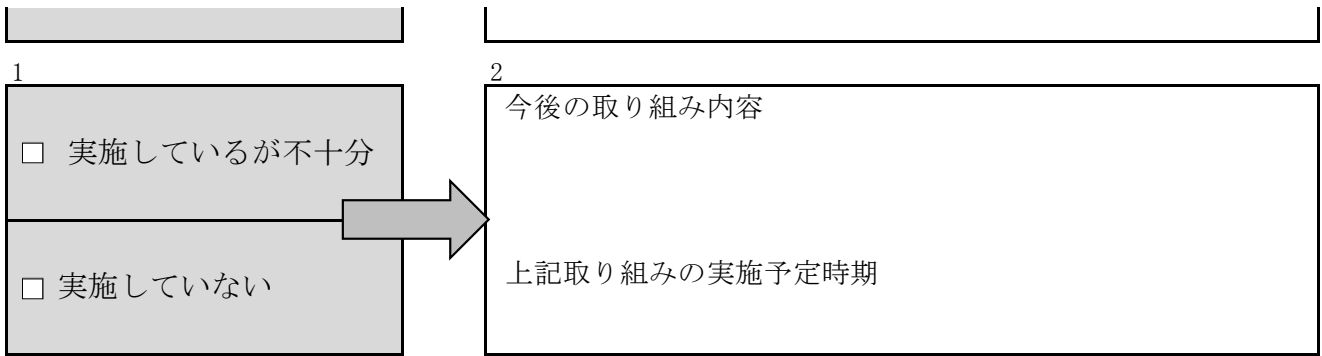 1
2
今後の取り組み内容
□ 実施しているが不十分
上記取り組みの実施予定時期
□ 実施していない